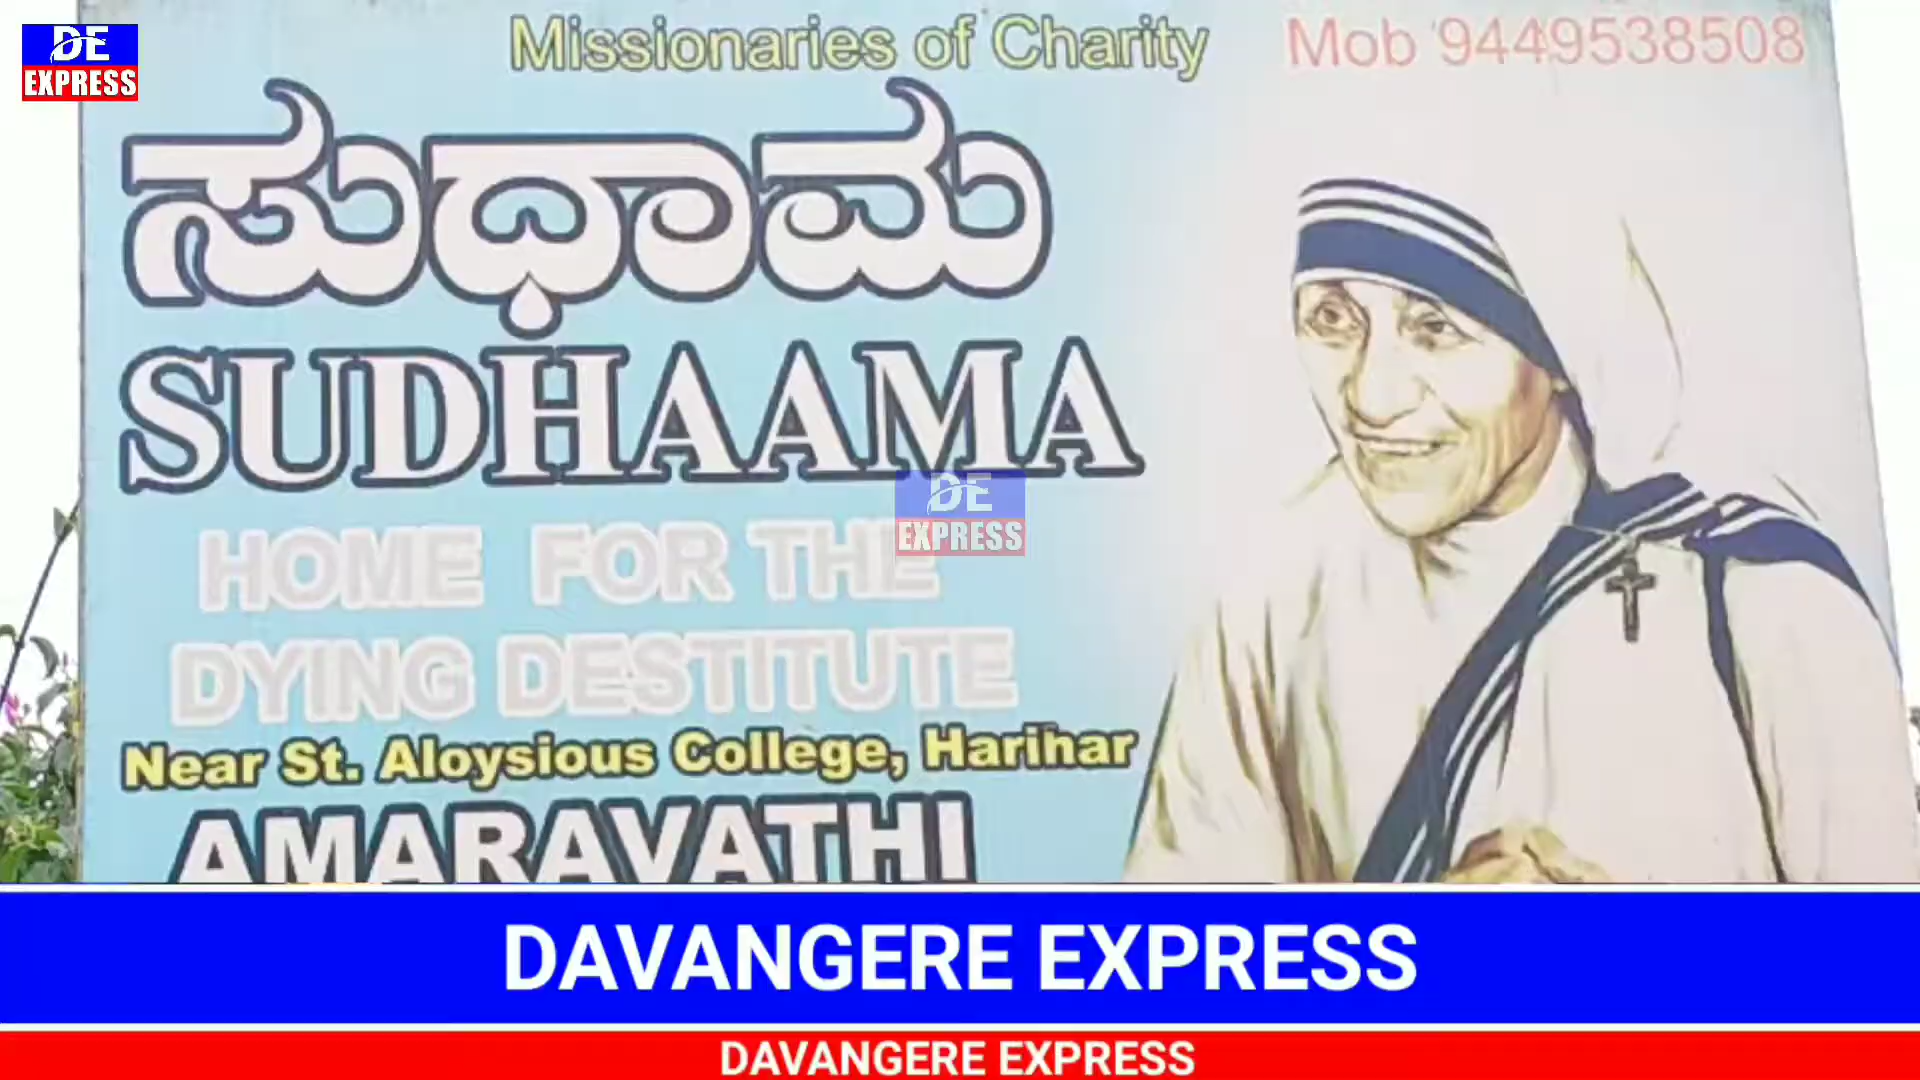 DE
EXPRESS
Missionaries of Charity Mob 9449538508
ಸುಧಾಮ
SUDHAAMA
DE
EXPRESS
HOME FOR THE
DYING DESTITUTE
Near St. Aloysious College, Harihar
AMARAVATHI
DAVANGERE EXPRESS
DAVANGERE EXPRESS